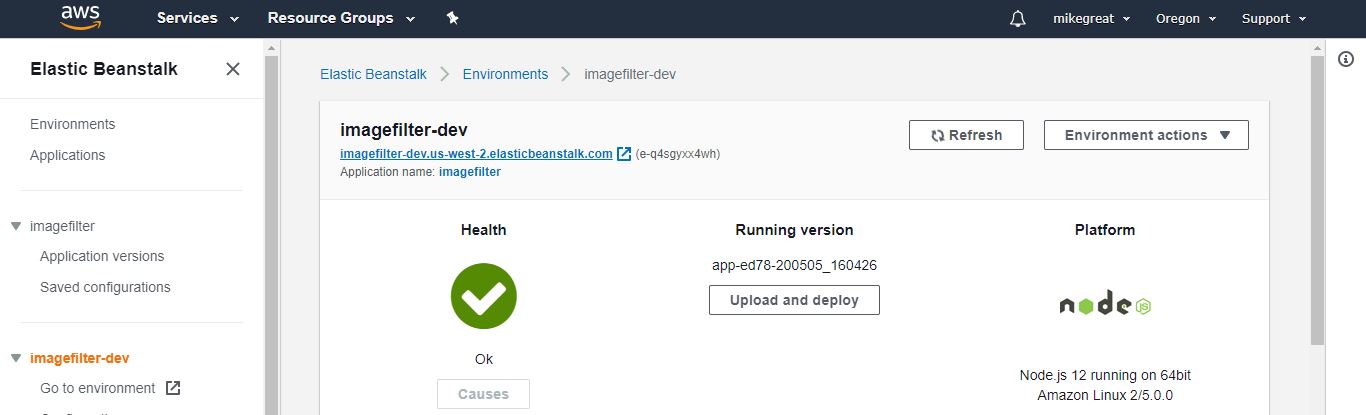 aws Services Resource Groups mikegreat Oregon Support
Elastic Beanstalk
Environments
Applications
imagefilter
Application versions
Saved configurations
imagefilter-dev
Go to environment
Elastic Beanstalk Environments imagefilter-dev
imagefilter-dev
imagefilter-dev.us-west-2.elasticbeanstalk.com (e-q4sgyxx4wh)
Application name: imagefilter
Refresh
Environment actions
Health
Ok
Causes
Running version
app-ed78-200505_160426
Upload and deploy
Platform
node JS
Node.js 12 running on 64bit
Amazon Linux 2/5.0.0